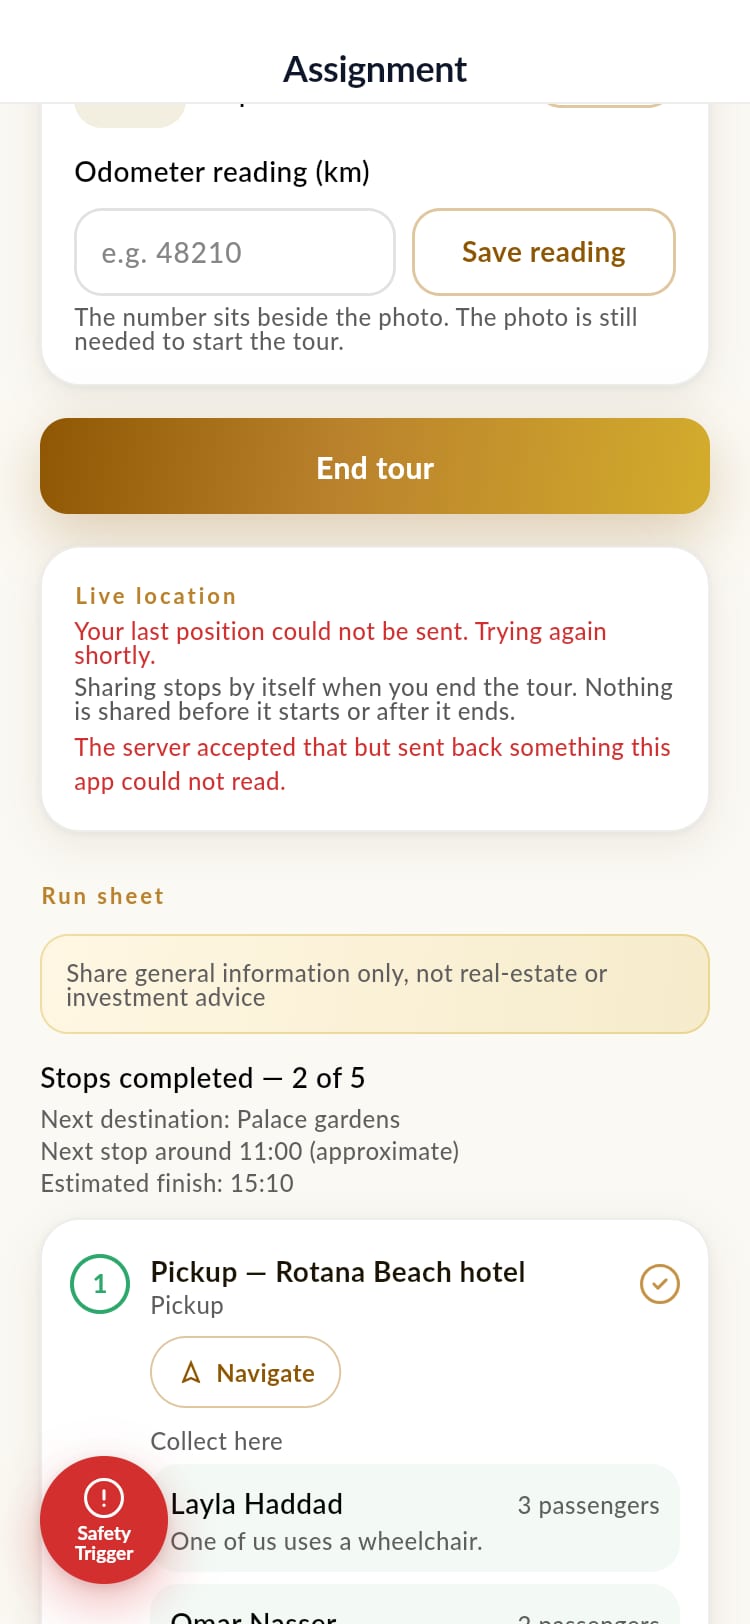 Assignment
Odometer reading (km)
e.g. 48210
Save reading
The number sits beside the photo. The photo is still
needed to start the tour.
End tour
Live location
Your last position could not be sent. Trying again
shortly.
Sharing stops by itself when you end the tour. Nothing
is shared before it starts or after it ends.
The server accepted that but sent back something this
app could not read.
Run sheet
Share general information only, not real-estate or
investment advice
Stops completed — 2 of 5
Next destination: Palace gardens
Next stop around 11:00 (approximate)
Estimated finish: 15:10
1
Pickup — Rotana Beach hotel
Pickup
Navigate
Collect here
Layla Haddad
3 passengers
One of us uses a wheelchair.
Safety
Trigger
Omar Nasser
passengers